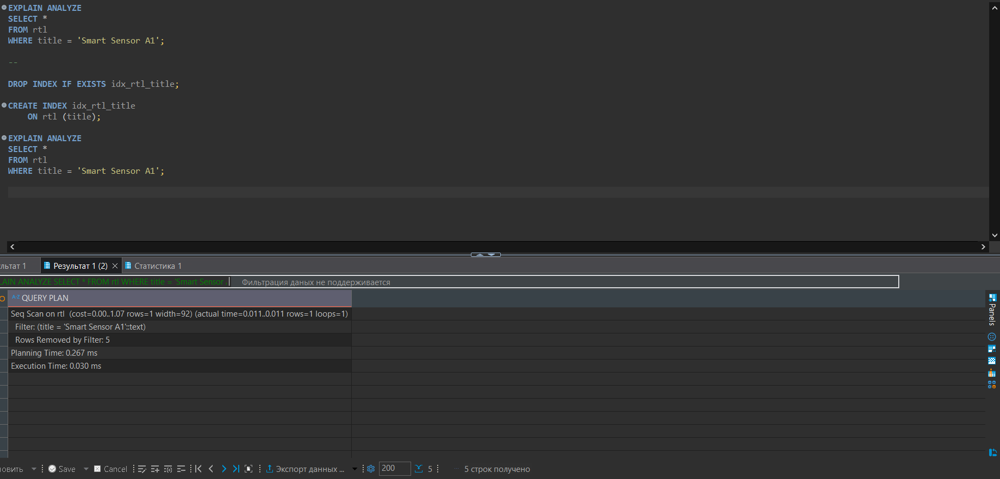 EXPLAIN ANALYZE
SELECT *
FROM rtl
WHERE title = 'Smart Sensor A1';
--
DROP INDEX IF EXISTS idx_rtl_title;
CREATE INDEX idx_rtl_title
ON rtl (title);
EXPLAIN ANALYZE
SELECT *
FROM rtl
WHERE title = 'Smart Sensor A1';
льтат 1 Результат 1 (2) Статистика 1
LAIN ANALYZE SELECT * FROM rtl WHERE title = 'Smart Sensor Фильтрация даных не поддерживается
A-Z QUERY PLAN
Seq Scan on rtl (cost=0.00..1.07 rows=1 width=92) (actual time=0.011..0.011 rows=1 loops=1)
Filter: (title = 'Smart Sensor A1'::text)
Rows Removed by Filter: 5
Planning Time: 0.267 ms
Execution Time: 0.030 ms
Panels
овить Save Cancel Экспорт данных ... 200 5 5 строк получено